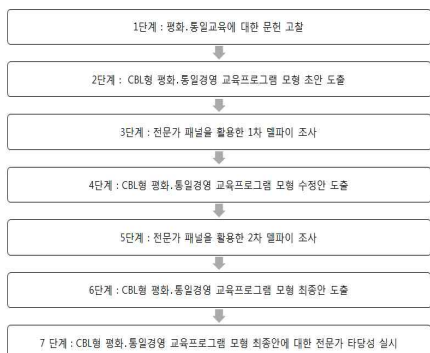 1단계 : 평화.통일교육에 대한 문헌 고찰
2단계 : CBL형 평화.통일경영 교육프로그램 모형 초안 도출
3단계 : 전문가 패널을 활용한 1차 델파이 조사
4단계 : CBL형 평화.통일경영 교육프로그램 모형 수정안 도출
5단계 : 전문가 패널을 활용한 2차 델파이 조사
6단계 : CBL형 평화.통일경영 교육프로그램 모형 최종안 도출
7 단계 : CBL형 평화.통일경영 교육프로그램 모형 최종안에 대한 전문가 타당성 실시